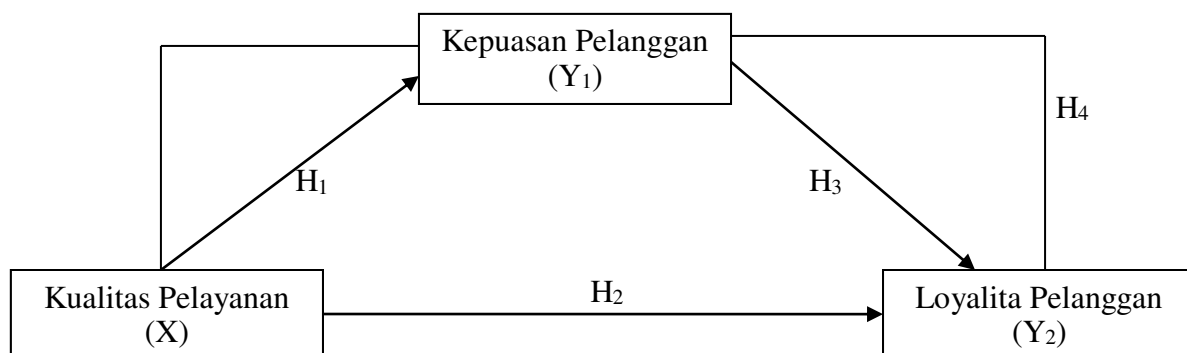 Kepuasan Pelanggan
(Y₁)
H₄
H₁
H₃
Kualitas Pelayanan
(X)
H₂
Loyalita Pelanggan
(Y₂)